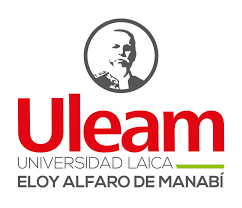 Uleam
UNIVERSIDAD LAICA
ELOY ALFARO DE MANABÍ